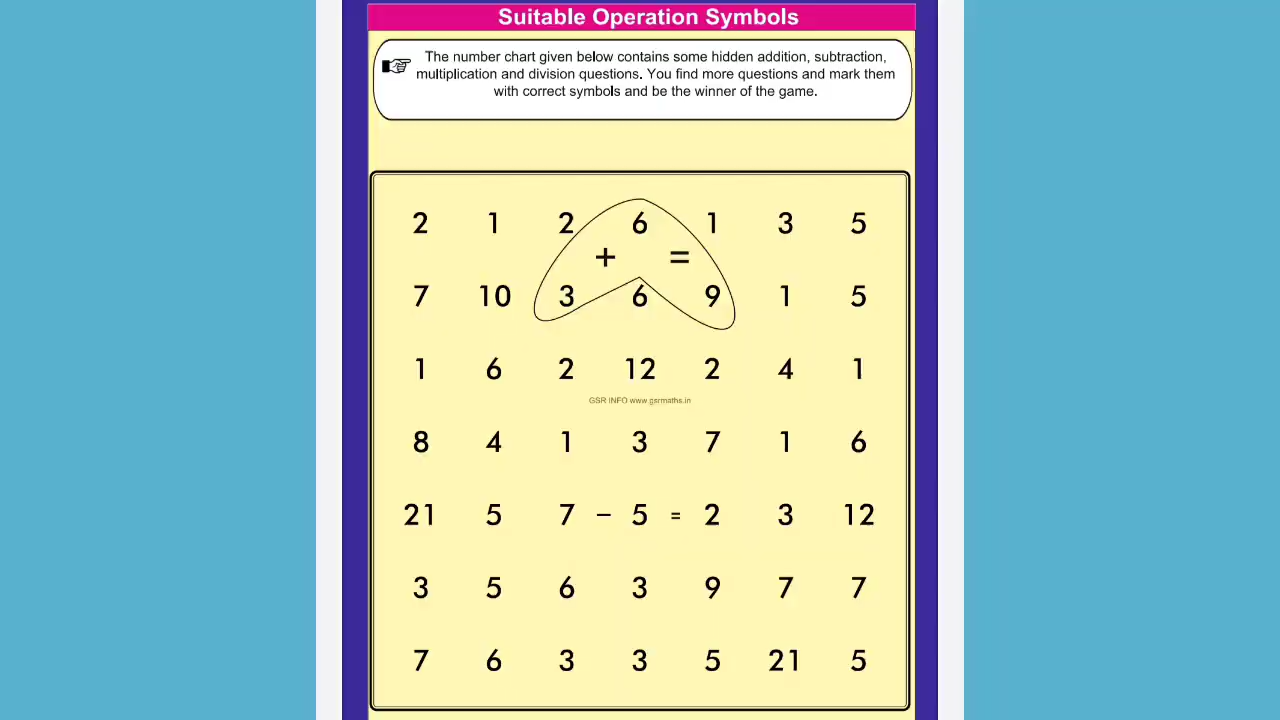 Suitable Operation Symbols
The number chart given below contains some hidden addition, subtraction,
multiplication and division questions. You find more questions and mark them
with correct symbols and be the winner of the game.
2 1 2 6 1 3 5
+ =
7 10 3 6 9 1 5
1 6 2 12 2 4 1
GSR INFO www gsrmaths.in
8 4 1 3 7 1 6
21 5 7 − 5 = 2 3 12
3 5 6 3 9 7 7
7 6 3 3 5 21 5